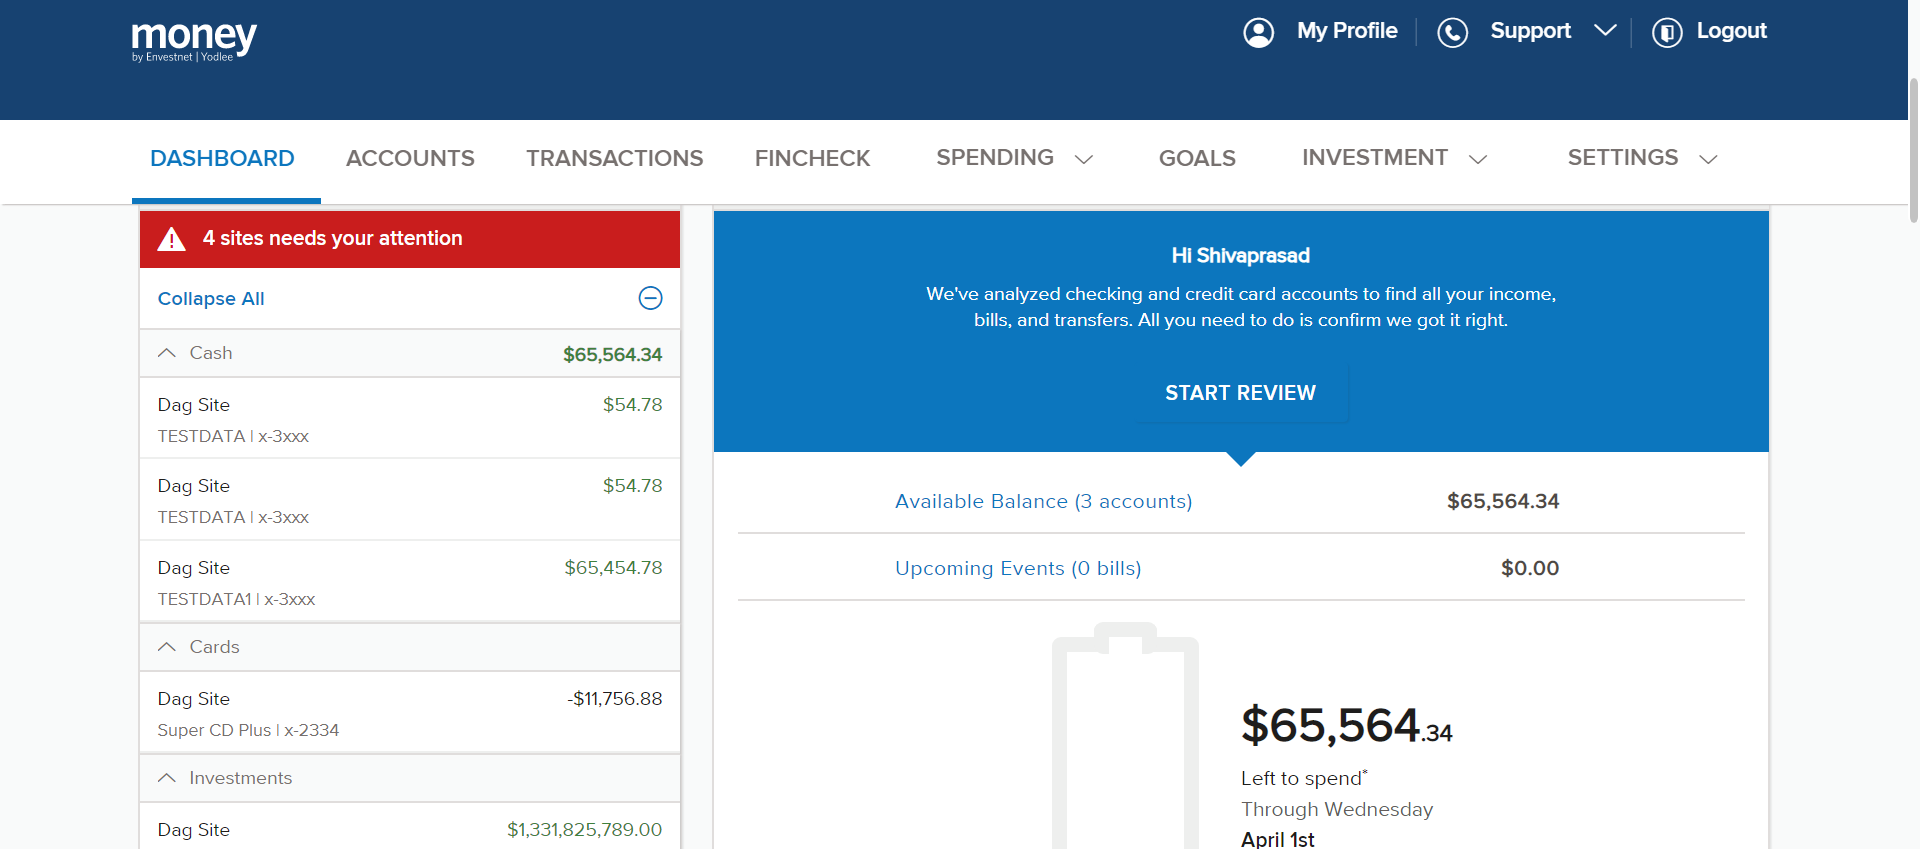 money
by Envestnet | Yodlee
My Profile
Support
Logout
DASHBOARD
ACCOUNTS
TRANSACTIONS
FINCHECK
SPENDING
GOALS
INVESTMENT
SETTINGS
4 sites needs your attention
Collapse All
Cash $65,564.34
Dag Site $54.78
TESTDATA | x-3xxx
Dag Site $54.78
TESTDATA | x-3xxx
Dag Site $65,454.78
TESTDATA1 | x-3xxx
Cards
Dag Site -$11,756.88
Super CD Plus | x-2334
Investments
Dag Site $1,331,825,789.00
Hi Shivaprasad
We've analyzed checking and credit card accounts to find all your income,
bills, and transfers. All you need to do is confirm we got it right.
START REVIEW
Available Balance (3 accounts) $65,564.34
Upcoming Events (0 bills) $0.00
$65,564.34
Left to spend*
Through Wednesday
April 1st